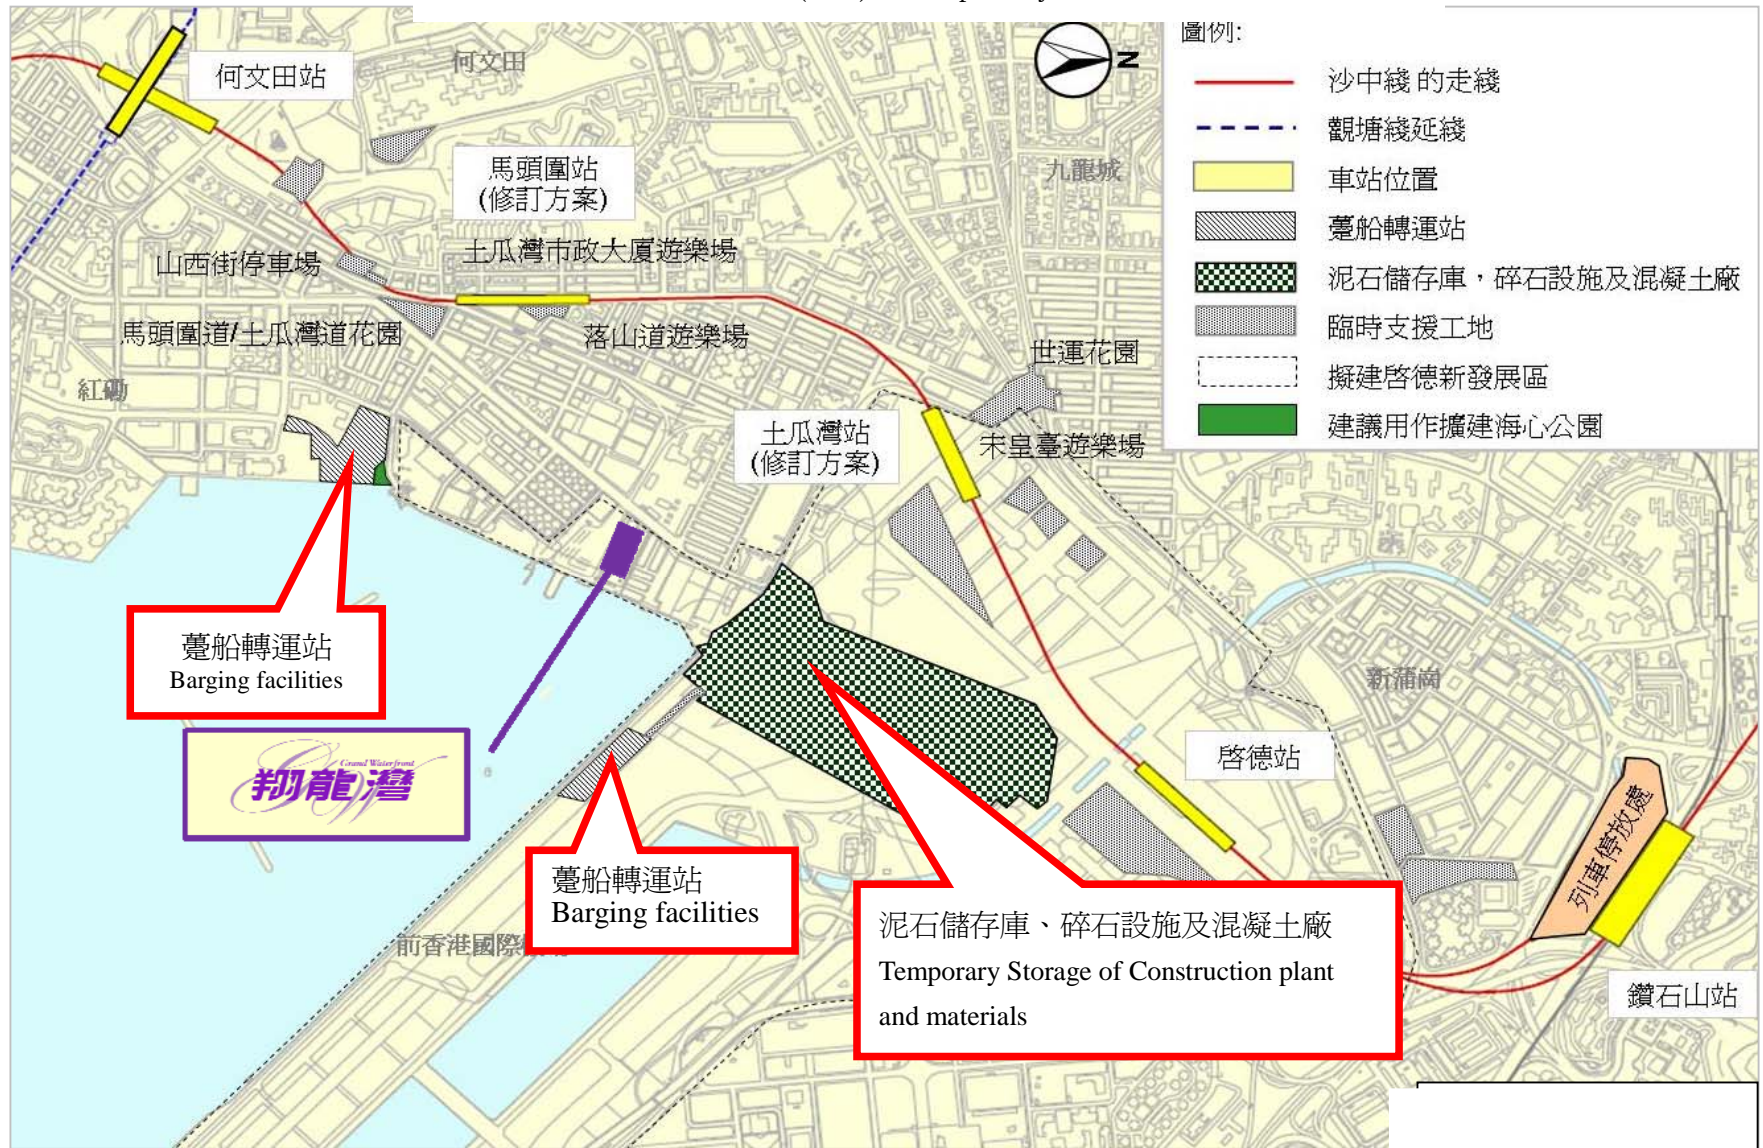 圖例:
沙中綫 的走綫
觀塘綫延綫
車站位置
躉船轉運站
泥石儲存庫，碎石設施及混凝土廠
臨時支援工地
擬建啓德新發展區
建議用作擴建海心公園
N
何文田站
何文田
馬頭圍站
(修訂方案)
九龍城
山西街停車場
土瓜灣市政大廈遊樂場
馬頭圍道/土瓜灣道花園
落山道遊樂場
世運花園
紅磡
土瓜灣站
(修訂方案)
宋皇臺遊樂場
躉船轉運站
Barging facilities
新蒲崗
Grand Waterfront
翔龍灣
啓德站
列車停放處
躉船轉運站
Barging facilities
前香港國際
泥石儲存庫、碎石設施及混凝土廠
Temporary Storage of Construction plant
and materials
鑽石山站